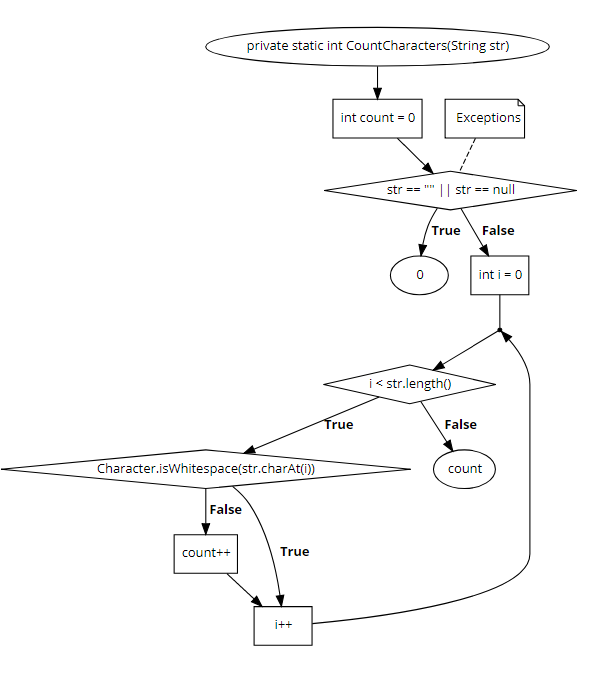 private static int CountCharacters(String str)
int count = 0
Exceptions
str == "" || str == null
True
False
0
int i = 0
i < str.length()
True
False
Character.isWhitespace(str.charAt(i))
count
False
count++
True
i++